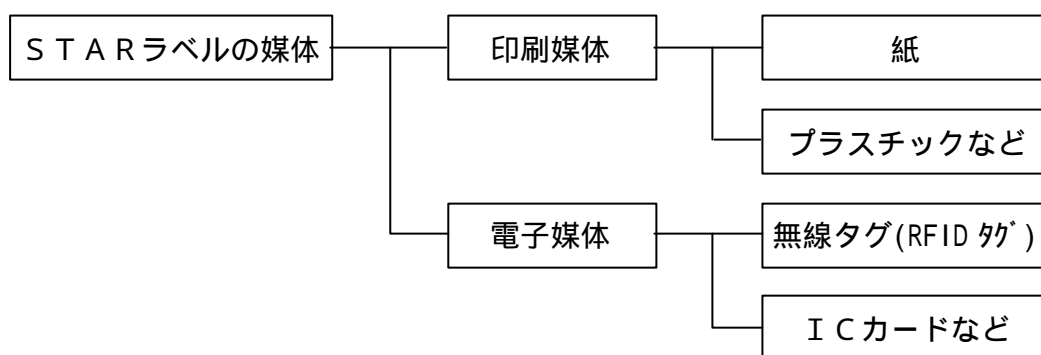 ＳＴＡＲラベルの媒体
印刷媒体
紙
プラスチックなど
電子媒体
無線タグ(RFID ﾀｸﾞ)
ＩＣカードなど